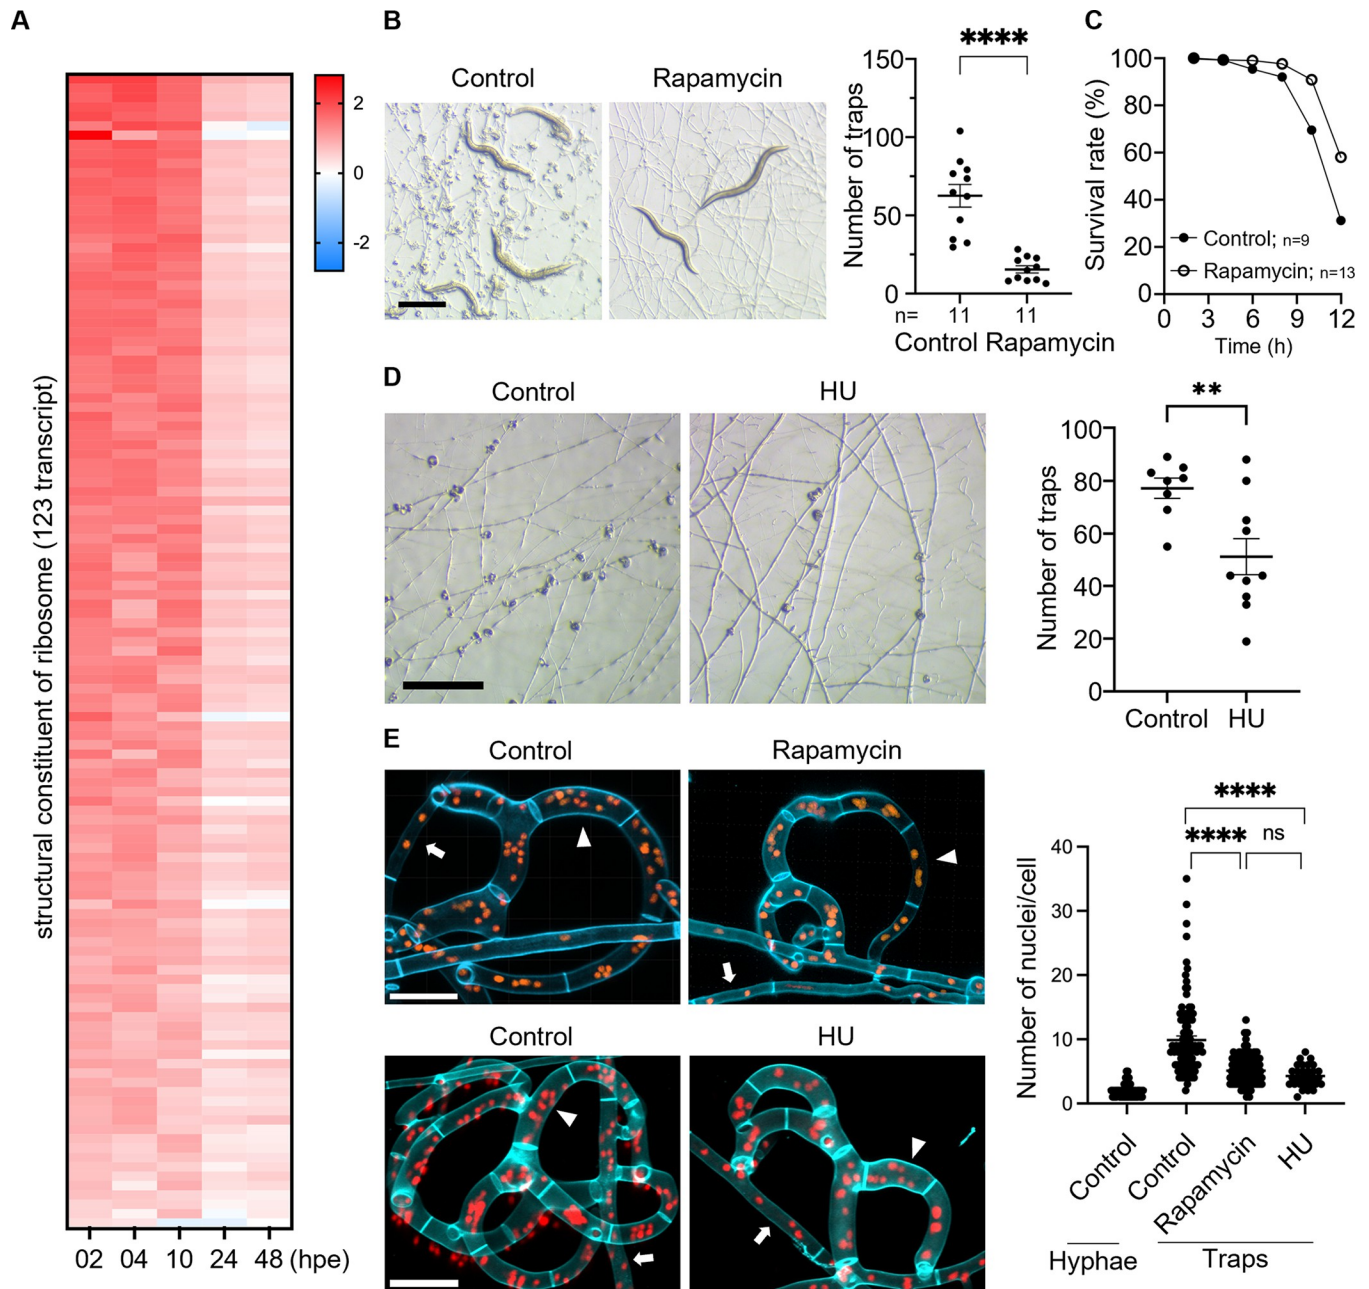 A
structural constituent of ribosome (123 transcript)
2
0
-2
02 04 10 24 48 (hpe)
B
Control
Rapamycin
****
Number of traps
150
100
50
0
n= 11 11
Control Rapamycin
C
Survival rate (%)
100
80
60
40
20
0
Control; n=9
Rapamycin; n=13
0 3 6 9 12
Time (h)
D
Control
HU
**
Number of traps
100
80
60
40
20
0
Control HU
E
Control
Rapamycin
Control
HU
****
**** ns
Number of nuclei/cell
40
30
20
10
0
Control
Control
Rapamycin
HU
Hyphae
Traps